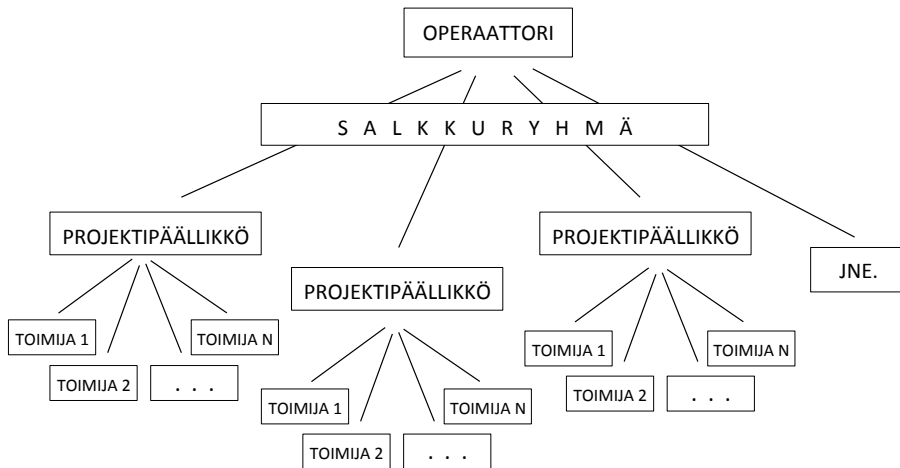 OPERAATTORI
S A L K K U R Y H M Ä
PROJEKTIPÄÄLLIKKÖ
PROJEKTIPÄÄLLIKKÖ
JNE.
PROJEKTIPÄÄLLIKKÖ
TOIMIJA 1
TOIMIJA N
TOIMIJA 2
. . .
TOIMIJA 1
TOIMIJA N
TOIMIJA 2
. . .
TOIMIJA 1
TOIMIJA N
TOIMIJA 2
. . .